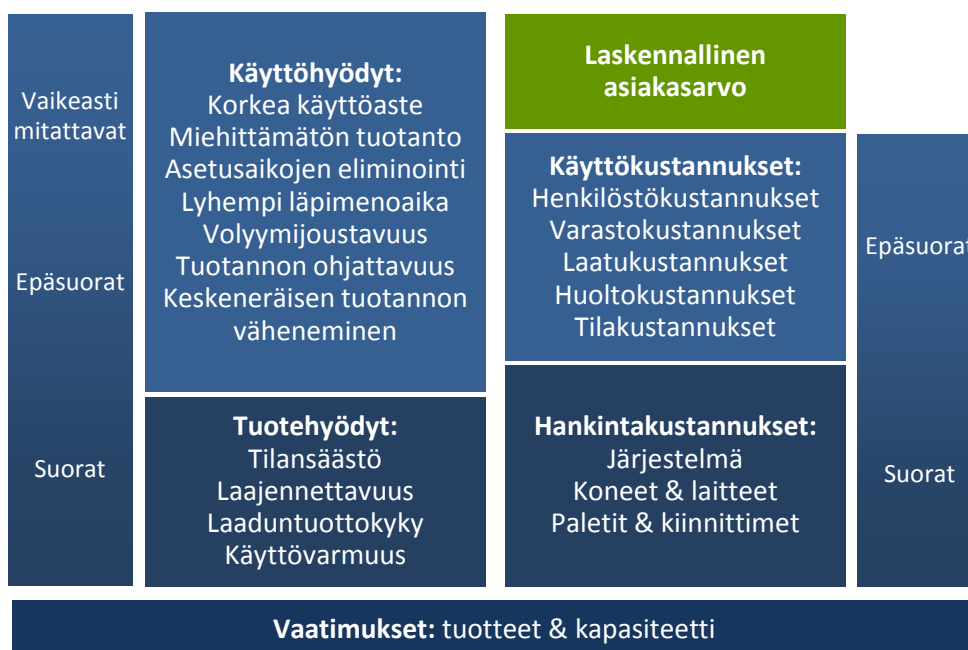 Vaikeasti
mitattavat
Epäsuorat
Suorat
Käyttöhyödyt:
Korkea käyttöaste
Miehittämätön tuotanto
Asetusaikojen eliminointi
Lyhempi läpimenoaika
Volyymijoustavuus
Tuotannon ohjattavuus
Keskeneräisen tuotannon
väheneminen
Tuotehyödyt:
Tilansäästö
Laajennettavuus
Laaduntuottokyky
Käyttövarmuus
Laskennallinen
asiakasarvo
Käyttökustannukset:
Henkilöstökustannukset
Varastokustannukset
Laatukustannukset
Huoltokustannukset
Tilakustannukset
Hankintakustannukset:
Järjestelmä
Koneet & laitteet
Paletit & kiinnittimet
Epäsuorat
Suorat
Vaatimukset: tuotteet & kapasiteetti